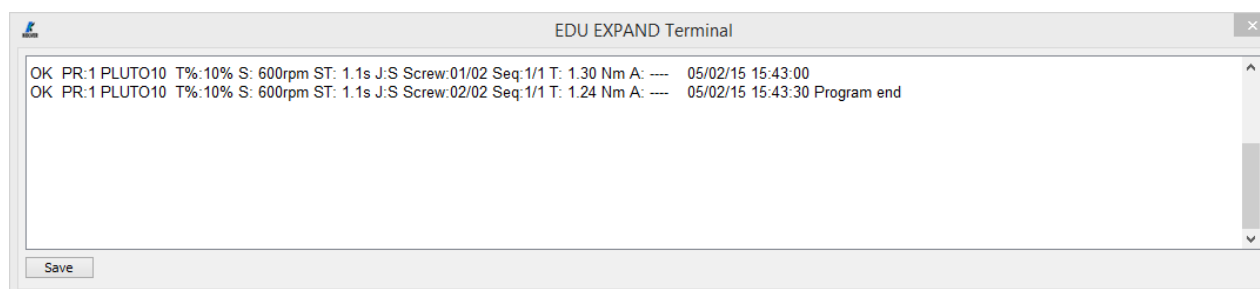 EDU EXPAND Terminal
OK PR:1 PLUTO10 T%:10% S: 600rpm ST: 1.1s J:S Screw:01/02 Seq:1/1 T: 1.30 Nm A: ---- 05/02/15 15:43:00
OK PR:1 PLUTO10 T%:10% S: 600rpm ST: 1.1s J:S Screw:02/02 Seq:1/1 T: 1.24 Nm A: ---- 05/02/15 15:43:30 Program end
Save